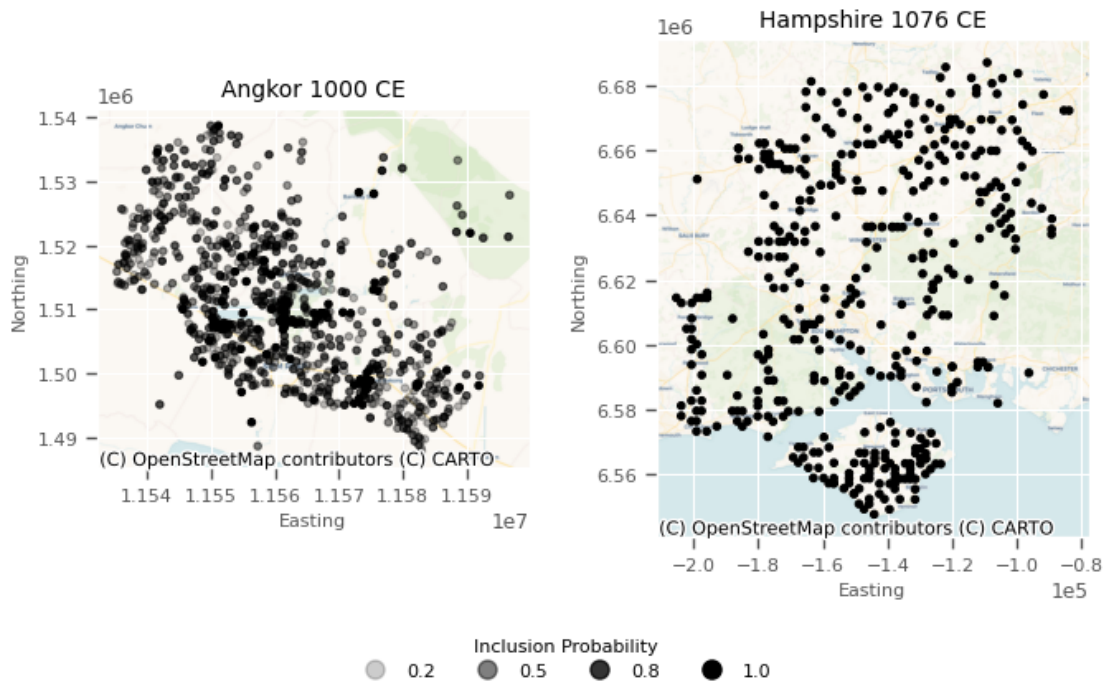 Angkor 1000 CE
1e6
1.54
1.53
1.52
1.51
1.50
1.49
Northing
(C) OpenStreetMap contributors (C) CARTO
1.154 1.155 1.156 1.157 1.158 1.159
Easting
1e7
Hampshire 1076 CE
1e6
6.68
6.66
6.64
6.62
6.60
6.58
6.56
Northing
SALISBURY
CHICHESTER
(C) OpenStreetMap contributors (C) CARTO
−2.0 −1.8 −1.6 −1.4 −1.2 −1.0 −0.8
Easting
1e5
Inclusion Probability
0.2 0.5 0.8 1.0